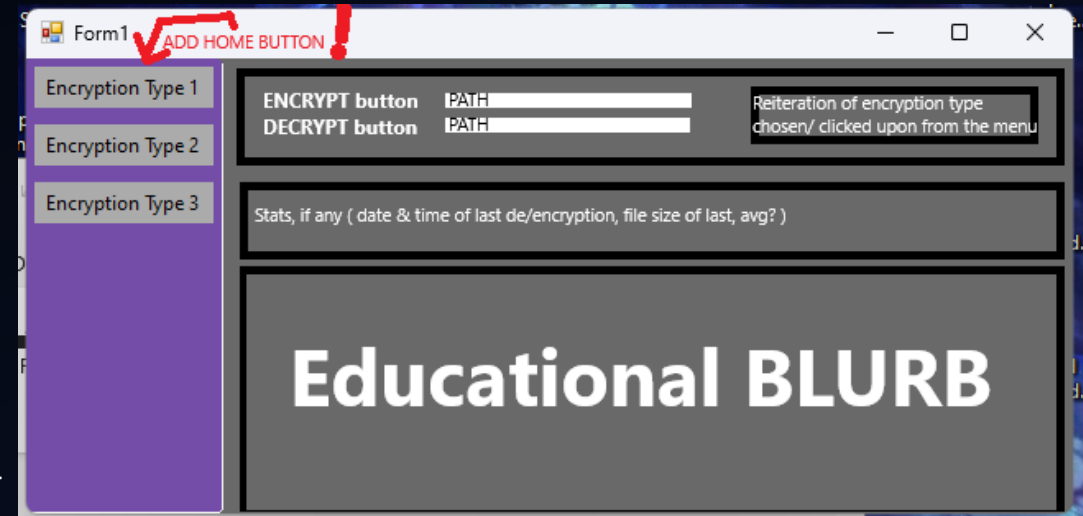 Form1
ADD HOME BUTTON !
Encryption Type 1
Encryption Type 2
Encryption Type 3
ENCRYPT button PATH
DECRYPT button PATH
Reiteration of encryption type
chosen/ clicked upon from the menu
Stats, if any ( date & time of last de/encryption, file size of last, avg? )
Educational BLURB